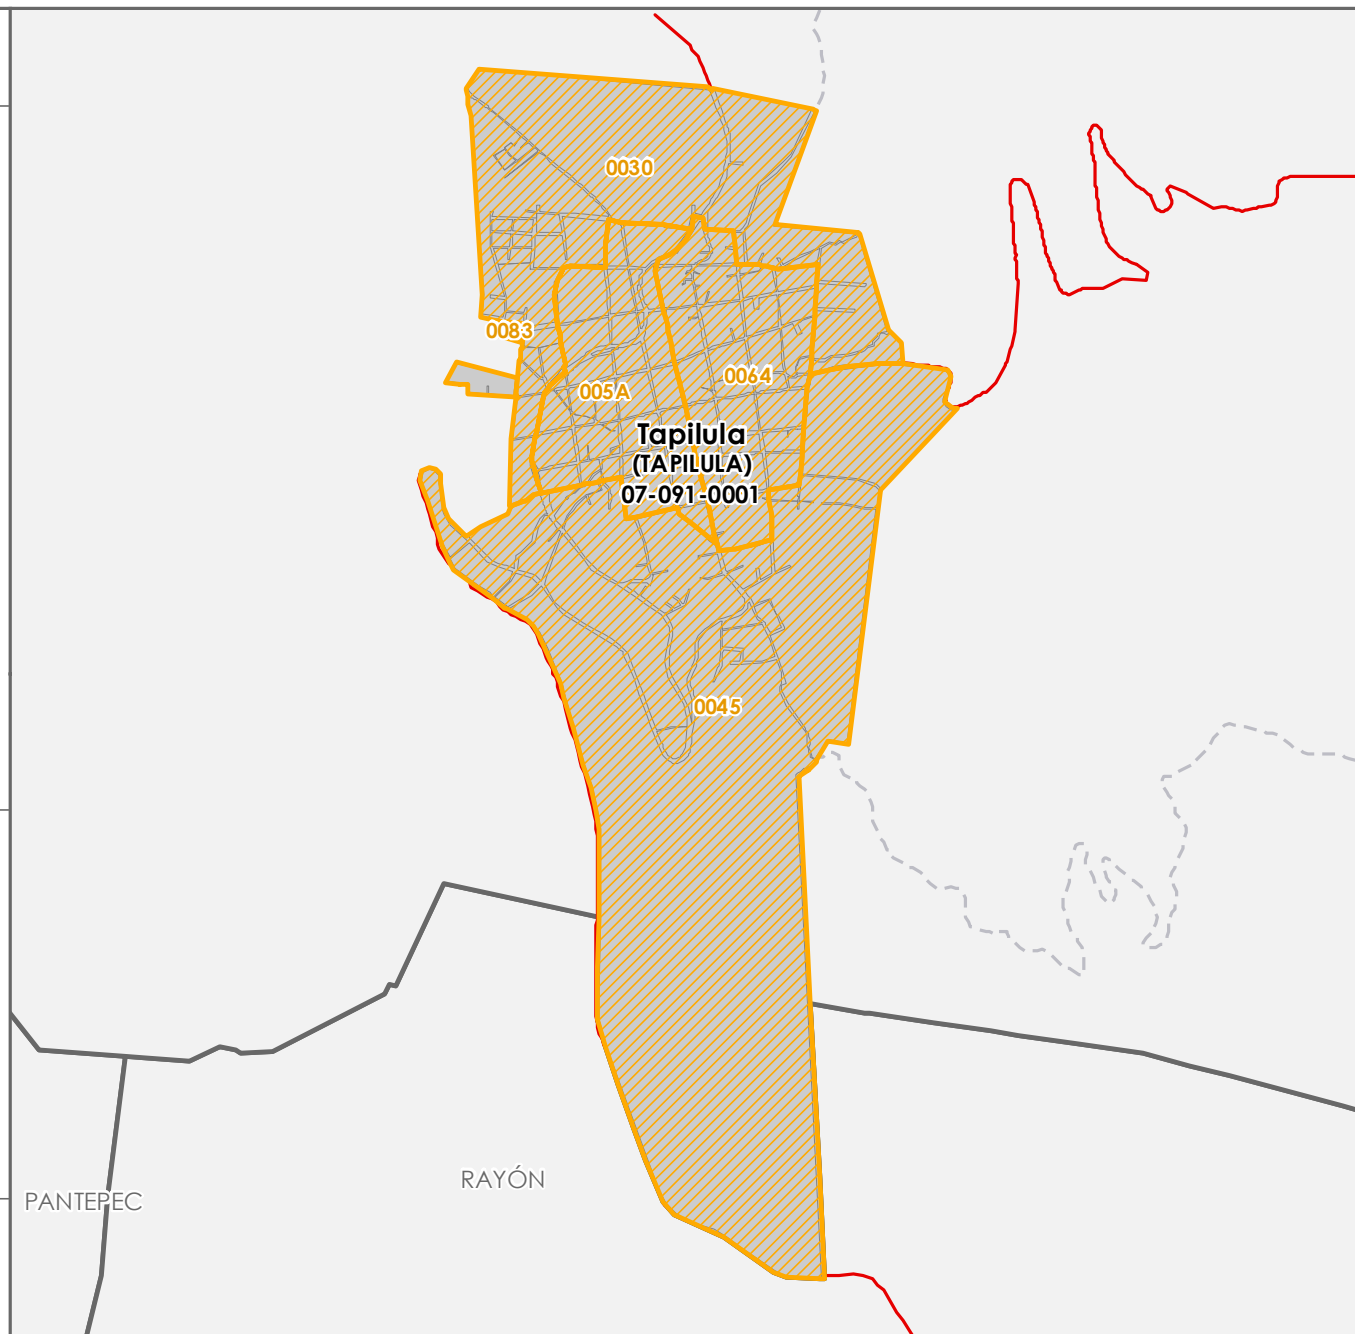 0030
0083
0064
005A
Tapilula
(TAPILULA)
07-091-0001
0045
RAYÓN
PANTEPEC